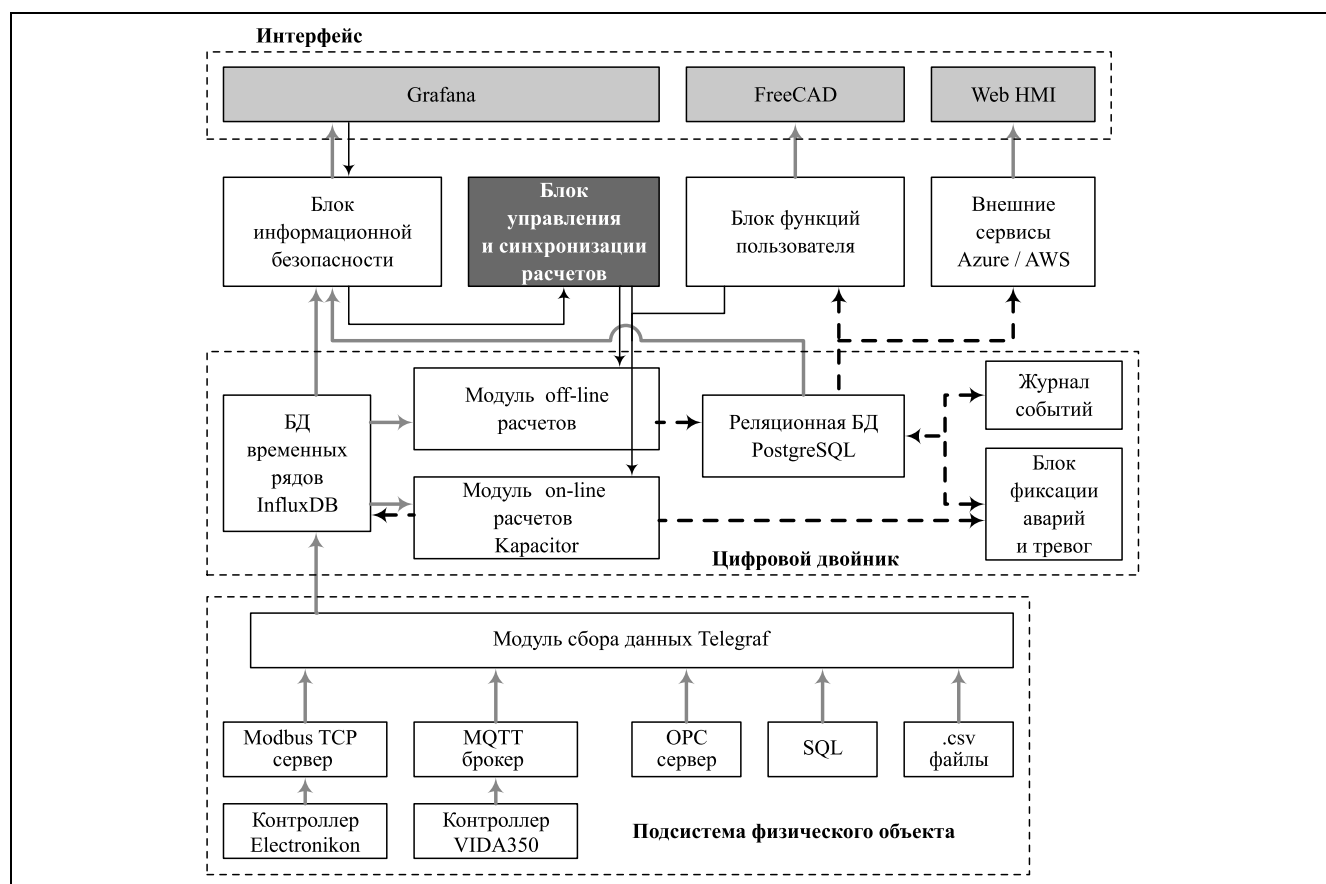 Интерфейс
Grafana
FreeCAD
Web HMI
Блок
информационной
безопасности
Блок
управления
и синхронизации
расчетов
Блок функций
пользователя
Внешние
сервисы
Azure / AWS
БД
временных
рядов
InfluxDB
Модуль off-line
расчетов
Модуль on-line
расчетов
Kapacitor
Реляционная БД
PostgreSQL
Журнал
событий
Блок
фиксации
аварий
и тревог
Цифровой двойник
Модуль сбора данных Telegraf
Modbus TCP
сервер
MQTT
брокер
OPC
сервер
SQL
.csv
файлы
Контроллер
Electronikon
Контроллер
VIDA350
Подсистема физического объекта